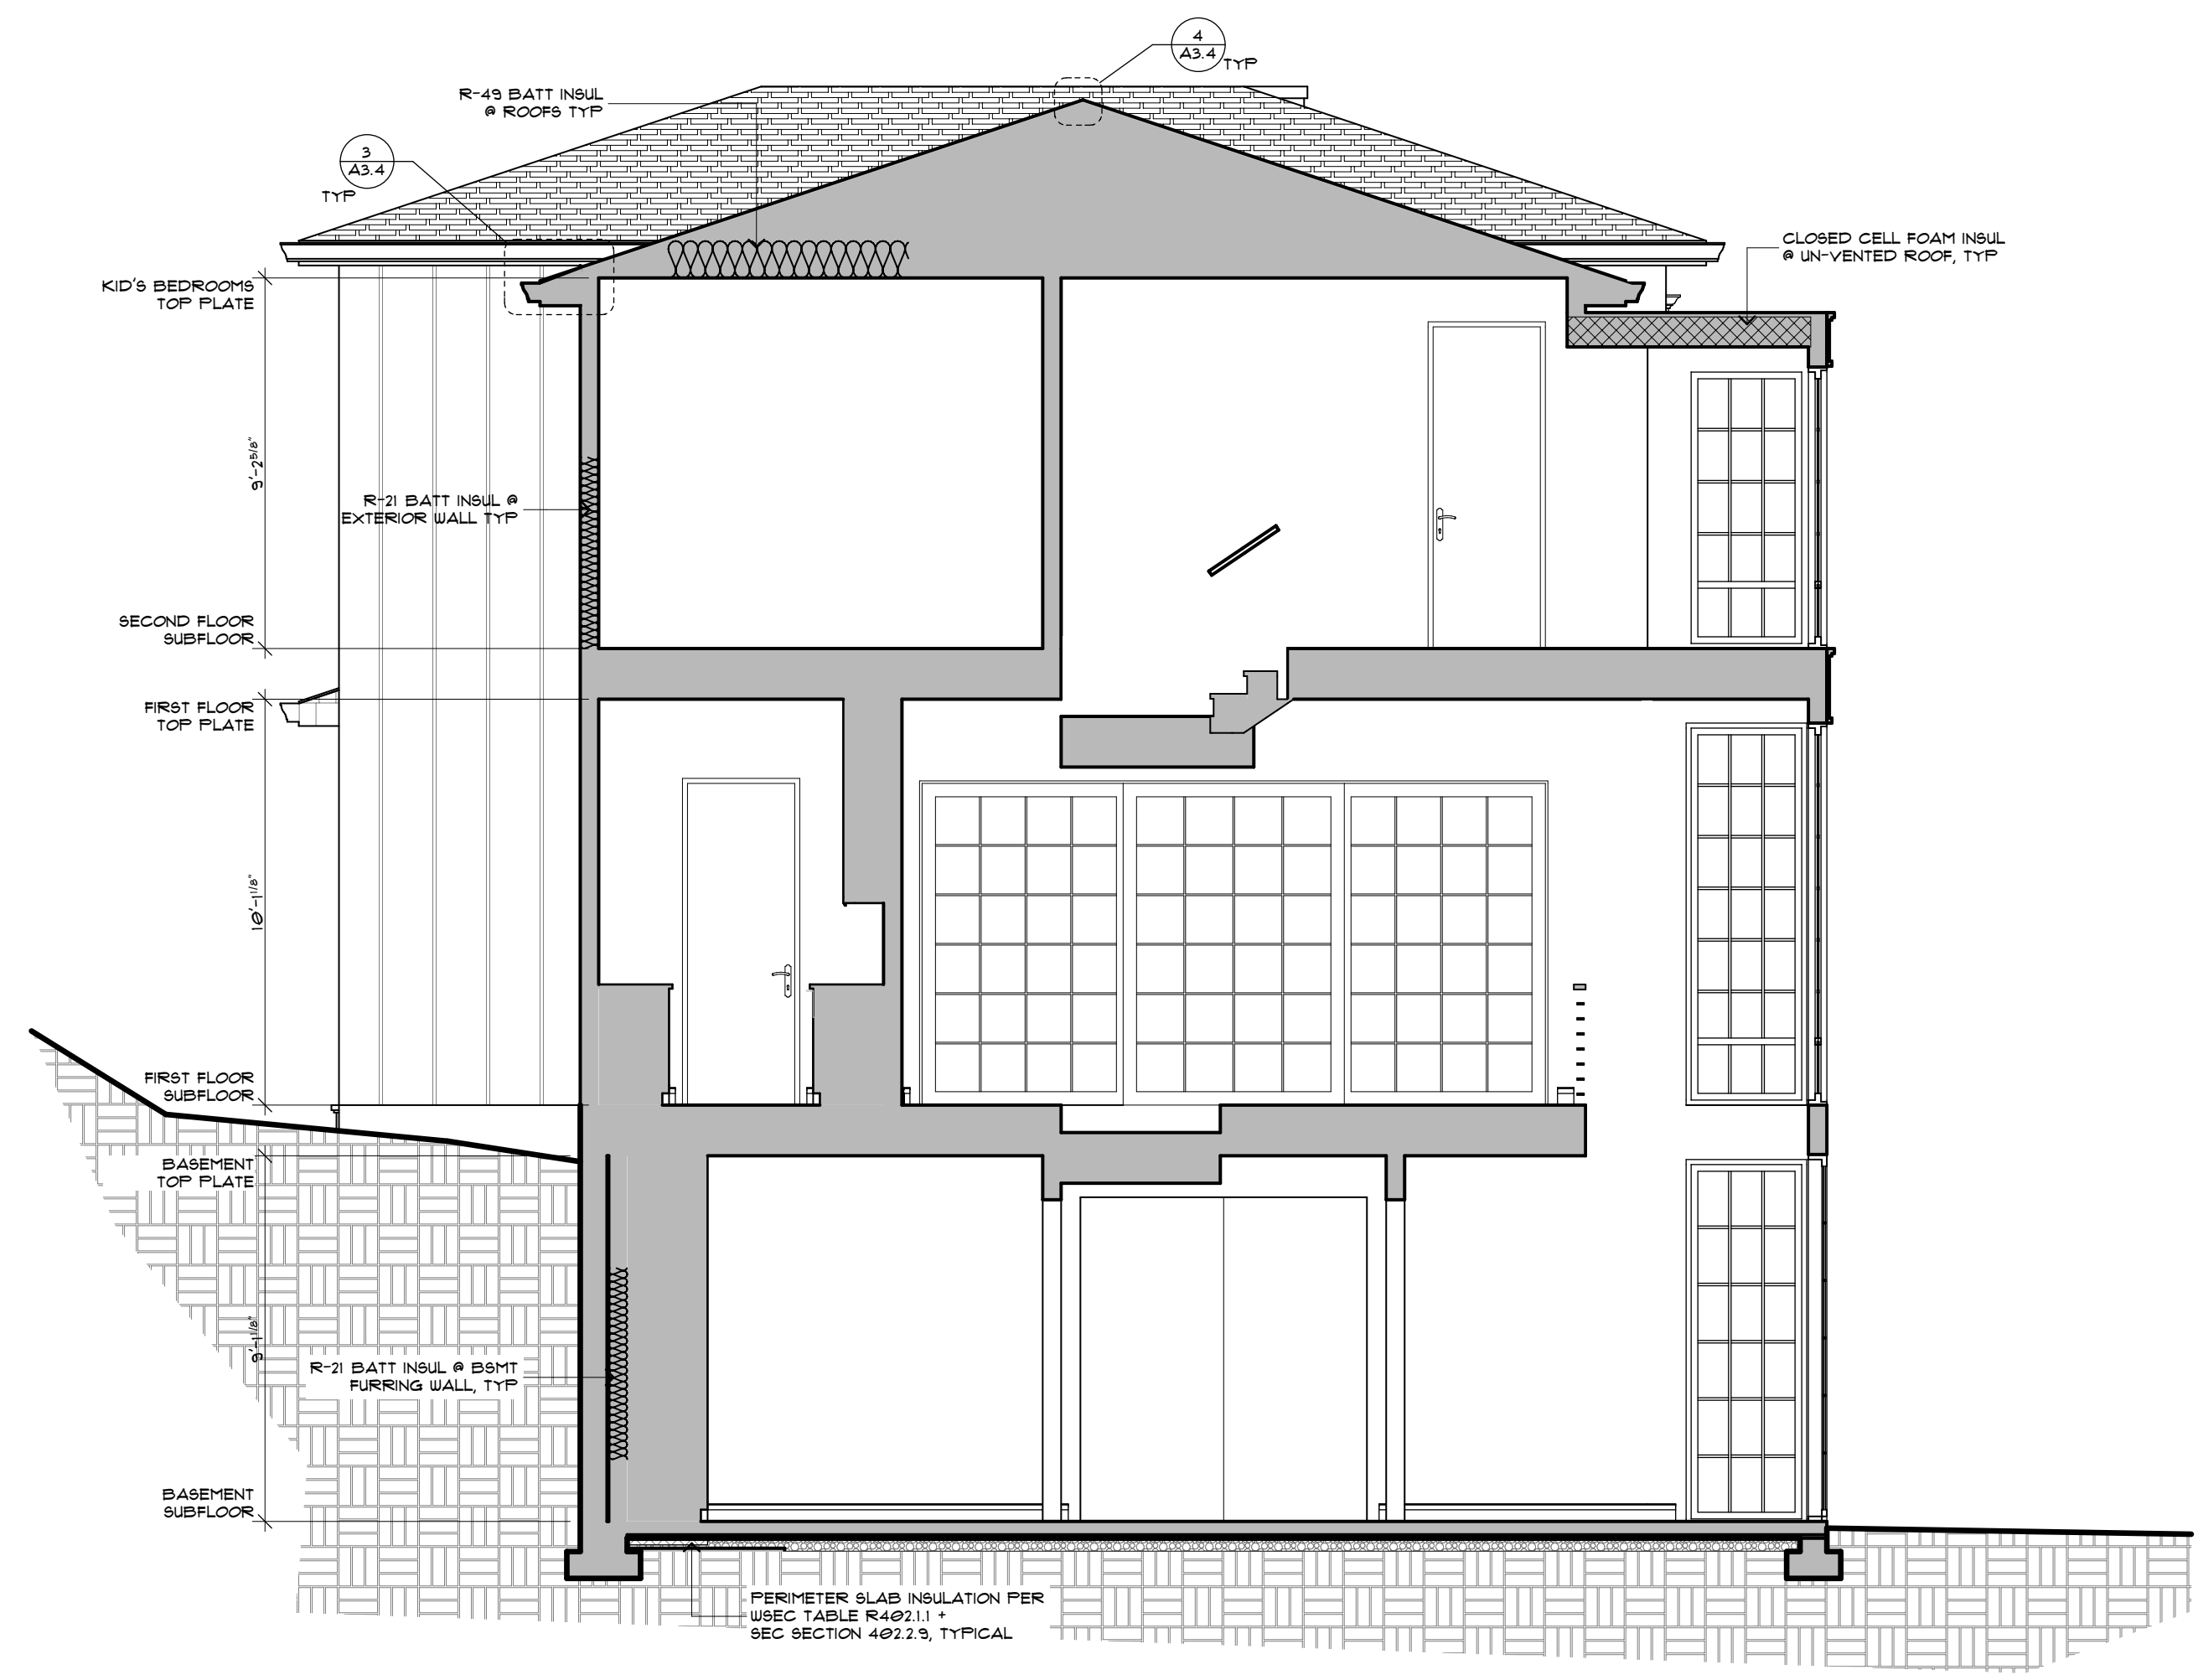 4
A3.4
TYP
R-49 BATT INSUL
@ ROOFS TYP
3
A3.4
TYP
CLOSED CELL FOAM INSUL
@ UN-VENTED ROOF, TYP
KID'S BEDROOMS
TOP PLATE
9'-2 5/8"
R-21 BATT INSUL @
EXTERIOR WALL TYP
SECOND FLOOR
SUBFLOOR
FIRST FLOOR
TOP PLATE
10'-1 1/8"
FIRST FLOOR
SUBFLOOR
BASEMENT
TOP PLATE
9'-1 1/8"
R-21 BATT INSUL @ BSMT
FURRING WALL, TYP
BASEMENT
SUBFLOOR
PERIMETER SLAB INSULATION PER
WSEC TABLE R402.1.1 +
SEC SECTION 402.2.9, TYPICAL